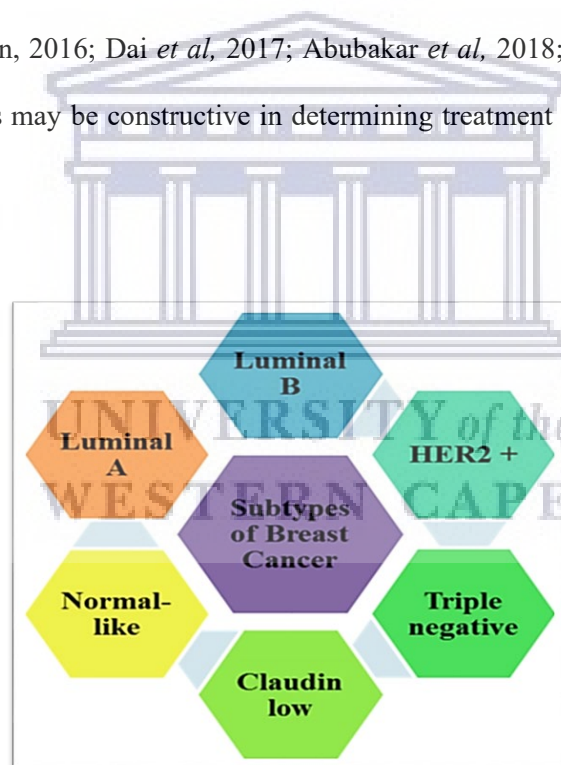 n, 2016; Dai et al, 2017; Abubakar et al, 2018;
s may be constructive in determining treatment
Luminal
B
UNIVERSITY of the
Luminal
A
HER2 +
WESTERN CAPE
Subtypes
of Breast
Cancer
Normal-
like
Triple
negative
Claudin
low